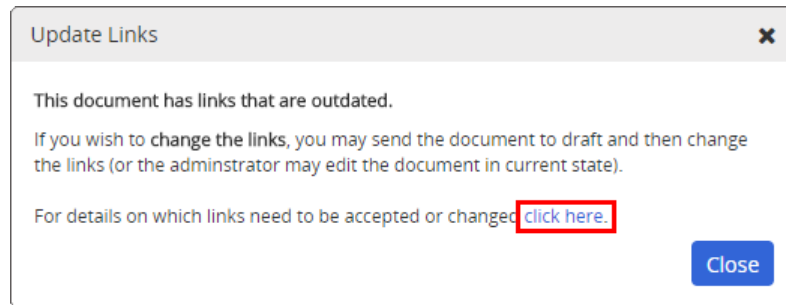 Update Links
This document has links that are outdated.
If you wish to change the links, you may send the document to draft and then change
the links (or the adminstrator may edit the document in current state).
For details on which links need to be accepted or changed click here.
Close